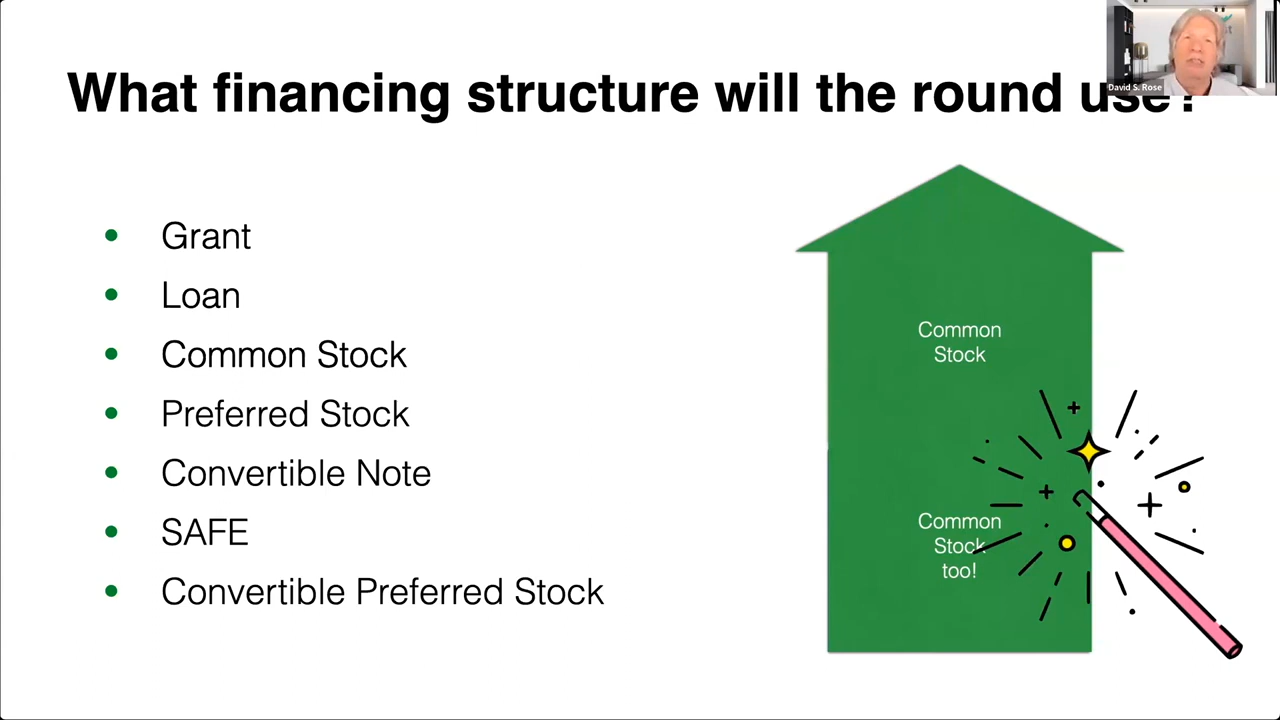 What financing structure will the round use?
David S. Rose
Grant
Loan
Common Stock
Preferred Stock
Convertible Note
SAFE
Convertible Preferred Stock
Common
Stock
Common
Stock
too!